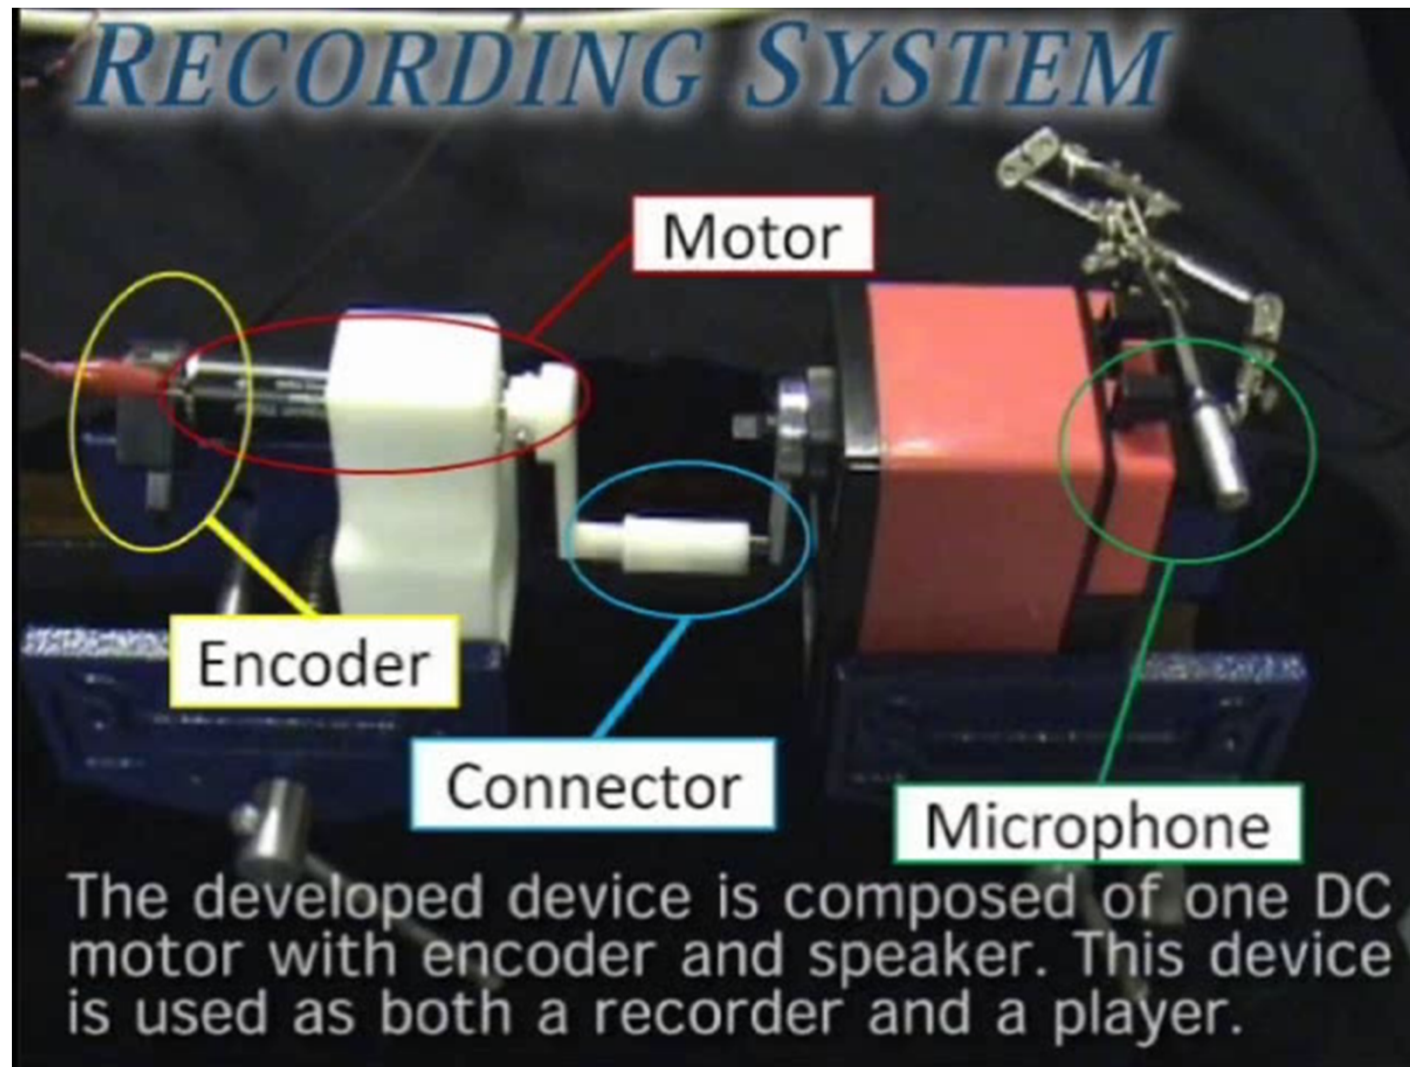 RECORDING SYSTEM
Motor
Encoder
Connector
Microphone
The developed device is composed of one DC
motor with encoder and speaker. This device
is used as both a recorder and a player.